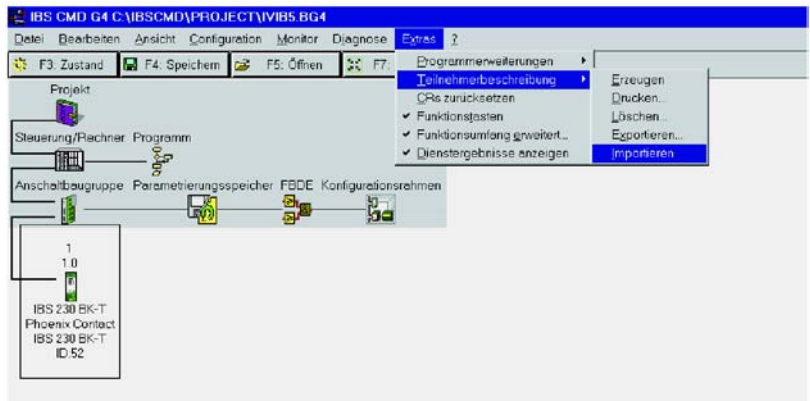 IBS CMD G4 C:\IBSCMD\PROJECT\IVIB5.BG4
Datei Bearbeiten Ansicht Configuration Monitor Diagnose Extras ?
F3: Zustand F4: Speichern F5: Öffnen F7:
Programmerweiterungen
Teilnehmerbeschreibung
CRs zurücksetzen
Funktionstasten
Funktionsumfang erweitert...
Dienstergebnisse anzeigen
Erzeugen
Drucken...
Löschen...
Exportieren...
Importieren
Projekt
Steuerung/Rechner Programm
Anschaltbaugruppe Parametrierungsspeicher FBDE Konfigurationsrahmen
1
1.0
IBS 230 BK-T
Phoenix Contact
IBS 230 BK-T
ID.52